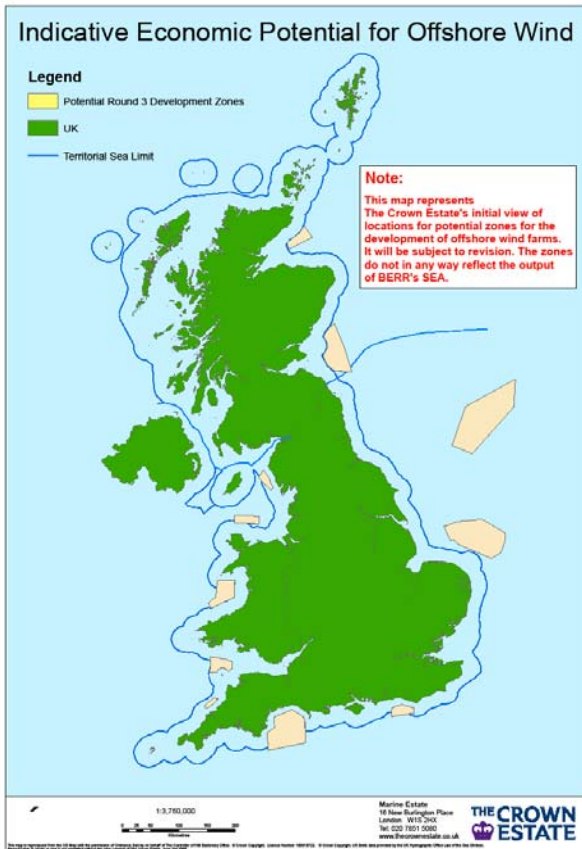 Indicative Economic Potential for Offshore Wind
Legend
Potential Round 3 Development Zones
UK
Territorial Sea Limit
Note:
This map represents
The Crown Estate's initial view of
locations for potential zones for the
development of offshore wind farms.
It will be subject to revision. The zones
do not in any way reflect the output
of BERR's SEA.
1:3,750,000
Kilometres
Marine Estate
16 New Burlington Place
London W1S 2HX
Tel: 020 7851 5080
www.thecrownestate.co.uk
THE CROWN
ESTATE